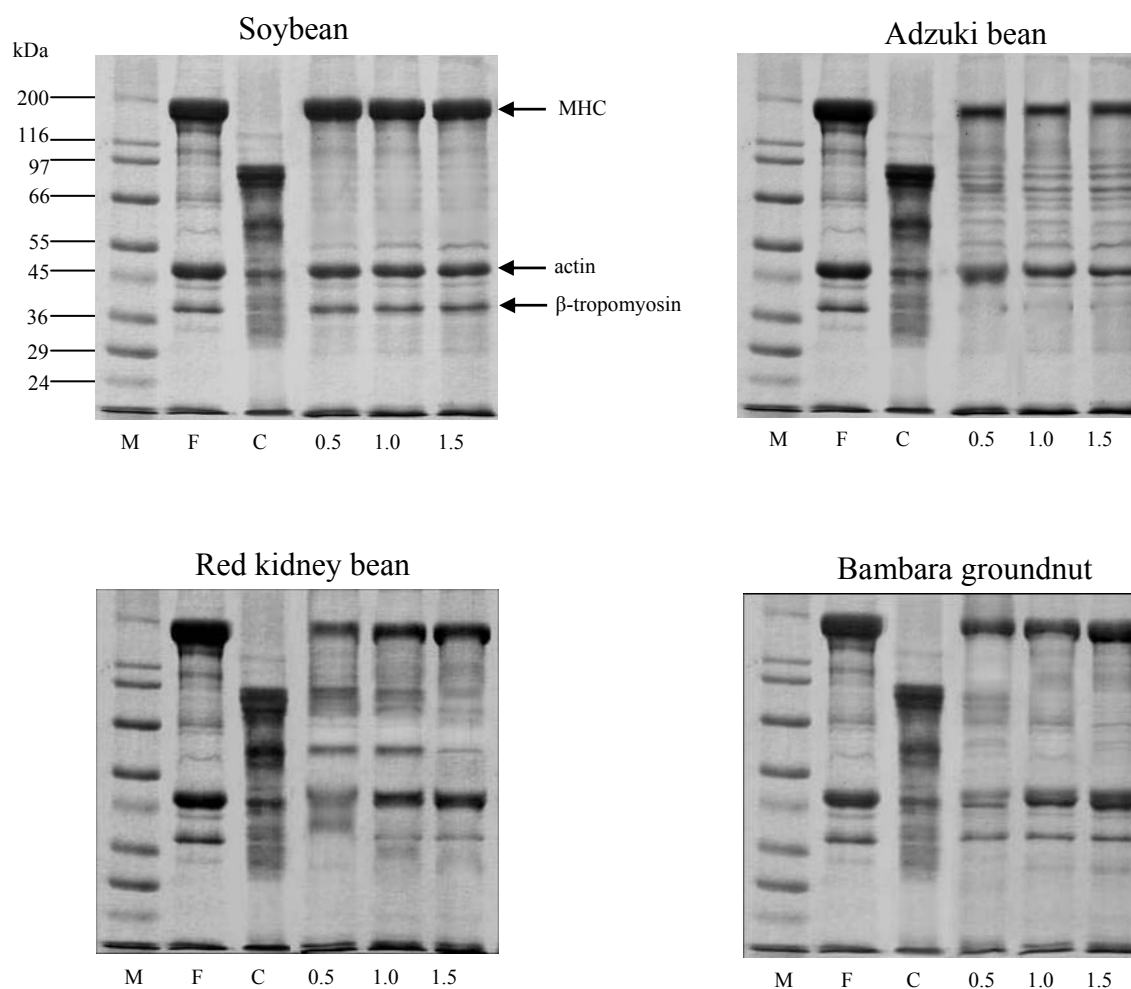 Soybean
kDa
200
116
97
66
55
45
36
29
24
MHC
actin
β-tropomyosin
M F C 0.5 1.0 1.5
Adzuki bean
M F C 0.5 1.0 1.5
Red kidney bean
M F C 0.5 1.0 1.5
Bambara groundnut
M F C 0.5 1.0 1.5